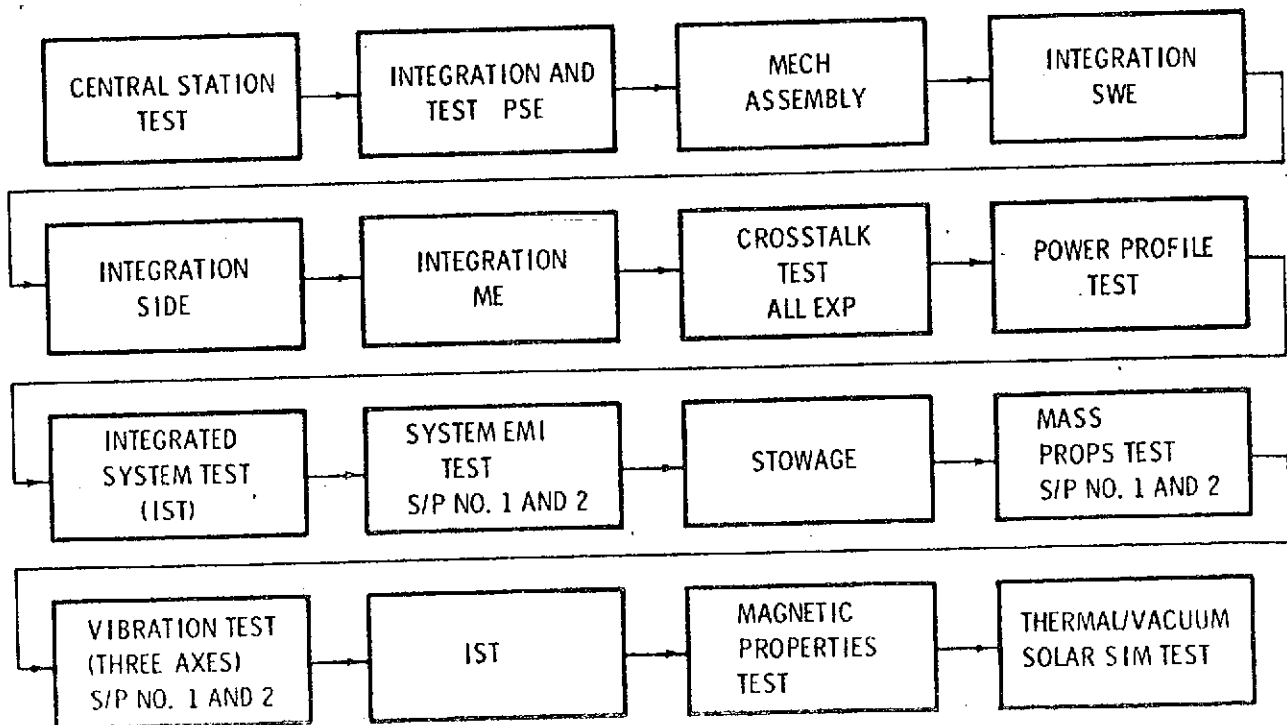 CENTRAL STATION
TEST
INTEGRATION AND
TEST PSE
MECH
ASSEMBLY
INTEGRATION
SWE
INTEGRATION
SIDE
INTEGRATION
ME
CROSSTALK
TEST
ALL EXP
POWER PROFILE
TEST
INTEGRATED
SYSTEM TEST
(IST)
SYSTEM EMI
TEST
S/P NO. 1 AND 2
STOWAGE
MASS
PROPS TEST
S/P NO. 1 AND 2
VIBRATION TEST
(THREE AXES)
S/P NO. 1 AND 2
IST
MAGNETIC
PROPERTIES
TEST
THERMAL/VACUUM
SOLAR SIM TEST